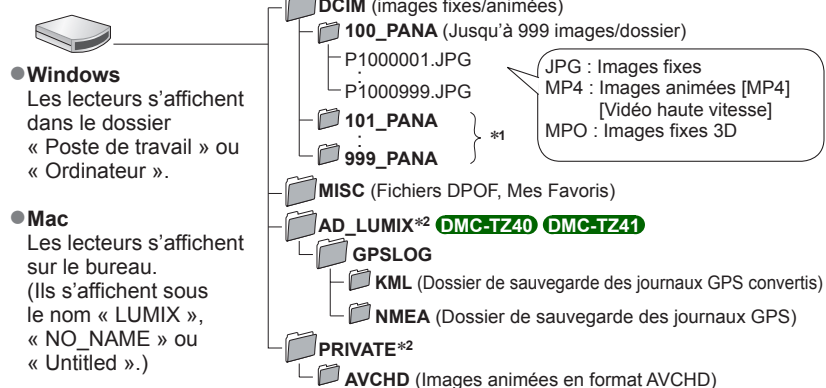 ●Windows
Les lecteurs s’affichent
dans le dossier
« Poste de travail » ou
« Ordinateur ».
●Mac
Les lecteurs s’affichent
sur le bureau.
(Ils s’affichent sous
le nom « LUMIX »,
« NO_NAME » ou
« Untitled ».)
DCIM (images fixes/animées)
100_PANA (Jusqu’à 999 images/dossier)
P1000001.JPG
:
P1000999.JPG
101_PANA
:
999_PANA
*1
JPG : Images fixes
MP4 : Images animées [MP4]
[Vidéo haute vitesse]
MPO : Images fixes 3D
MISC (Fichiers DPOF, Mes Favoris)
AD_LUMIX*2 DMC-TZ40 DMC-TZ41
GPSLOG
KML (Dossier de sauvegarde des journaux GPS convertis)
NMEA (Dossier de sauvegarde des journaux GPS)
PRIVATE*2
AVCHD (Images animées en format AVCHD)